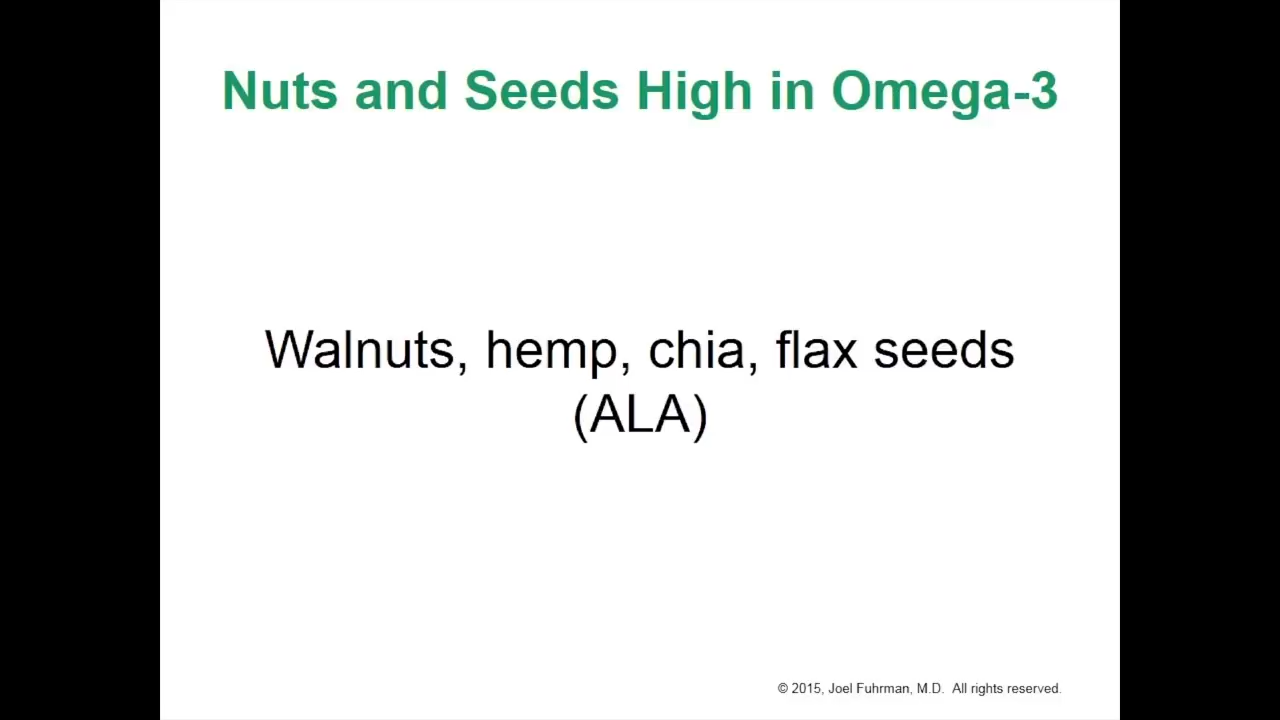 Nuts and Seeds High in Omega-3
Walnuts, hemp, chia, flax seeds
(ALA)
© 2015, Joel Fuhrman, M.D.  All rights reserved.